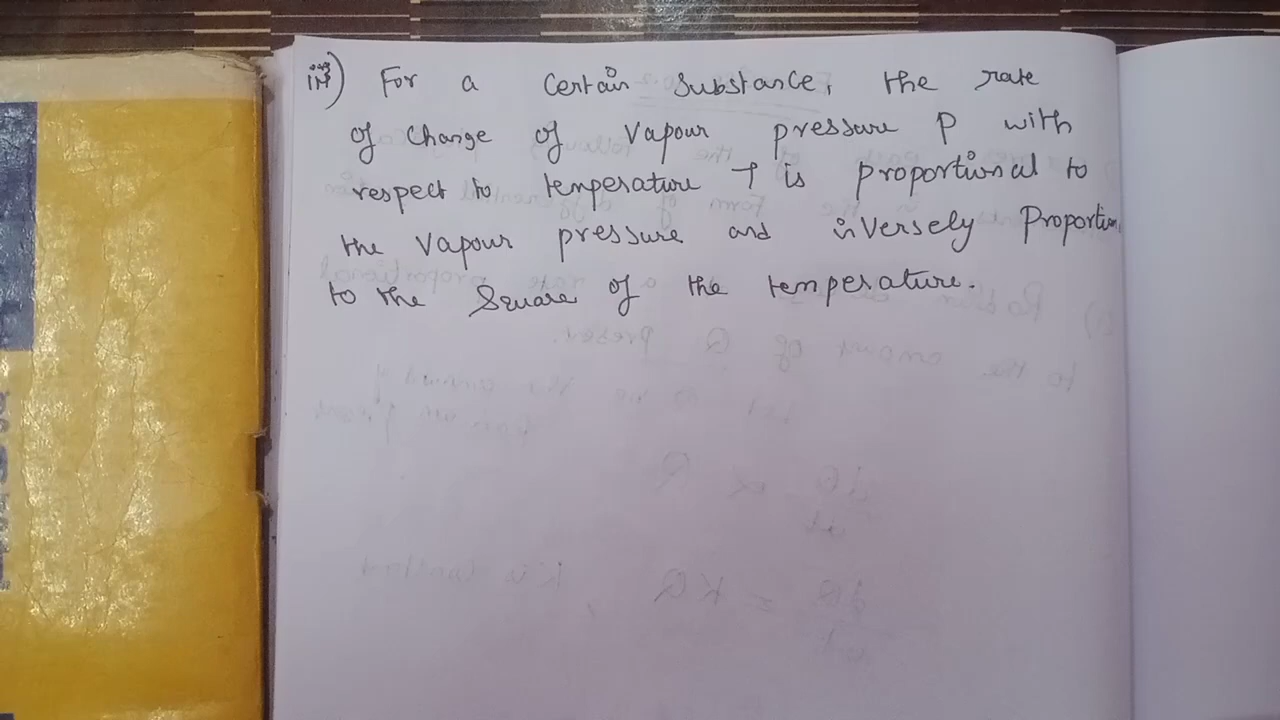 iii) For a certain substance, the rate
of change of vapour pressure P with
respect to temperature T is proportional to
the vapour pressure and inversely Proportion
to the square of the temperature.